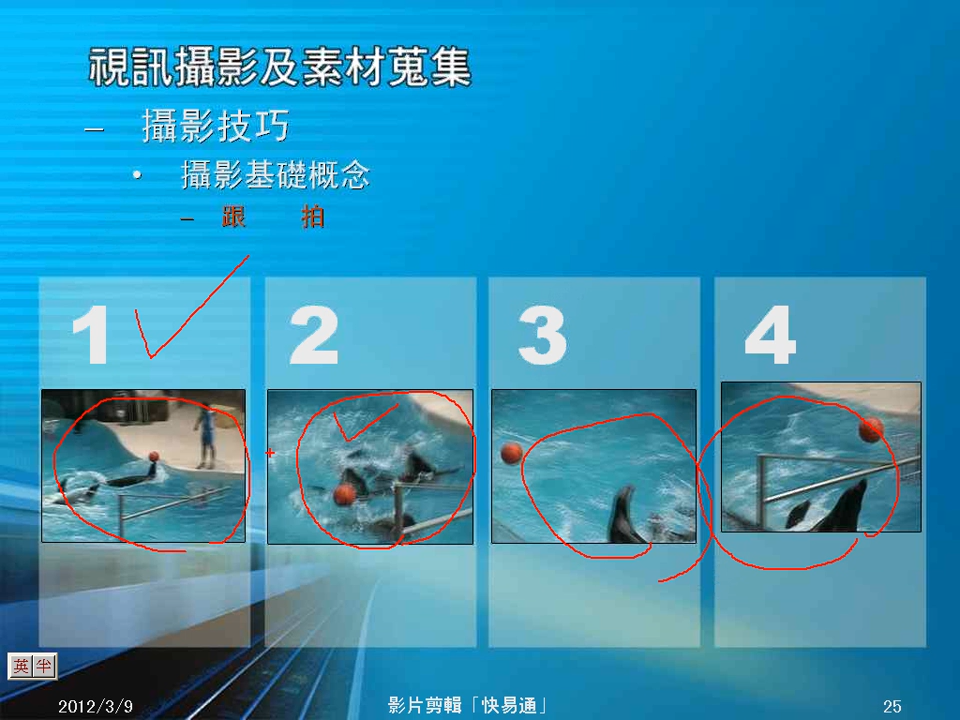 視訊攝影及素材蒐集
– 攝影技巧
• 攝影基礎概念
– 跟 拍
1 2 3 4
英 半
2012/3/9 影片剪輯「快易通」 25